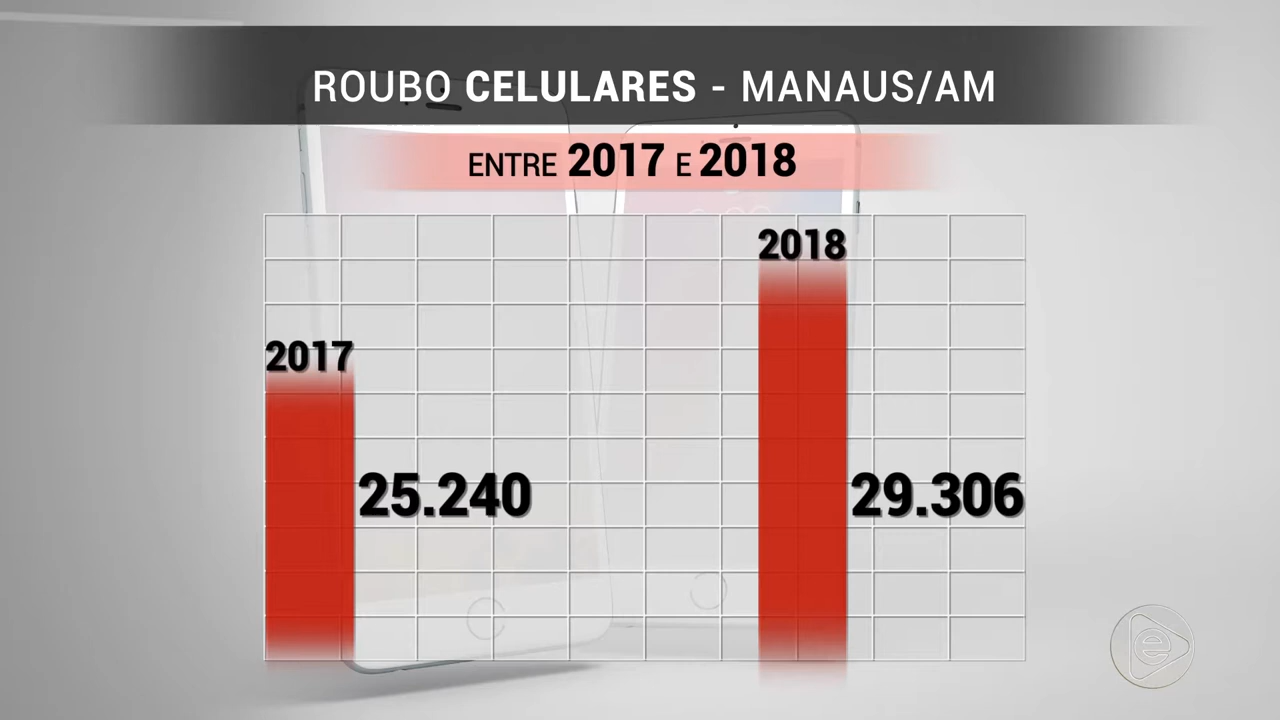 ROUBO CELULARES - MANAUS/AM
ENTRE 2017 E 2018
2018
2017
25.240
29.306
e